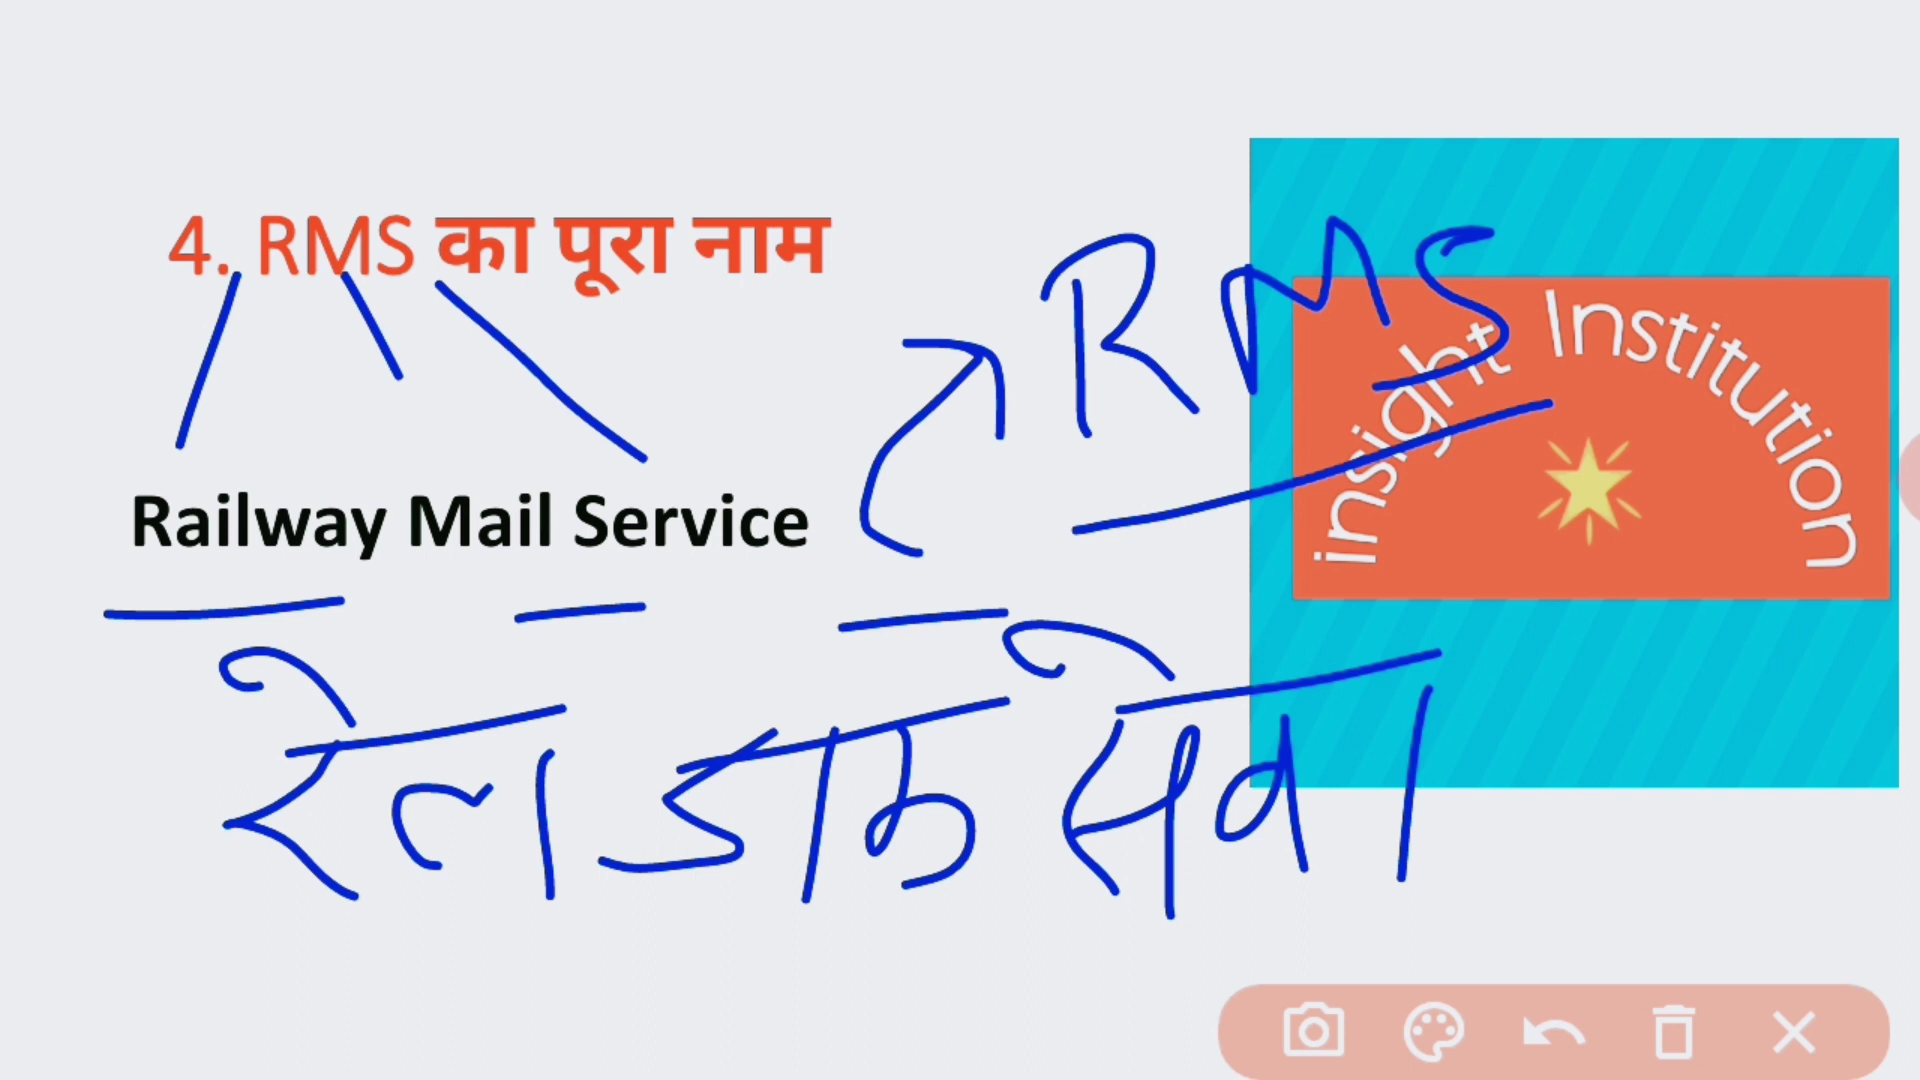 4. RMS का पूरा नाम
RMS
insight Institution
Railway Mail Service
रेल डाक सेवा